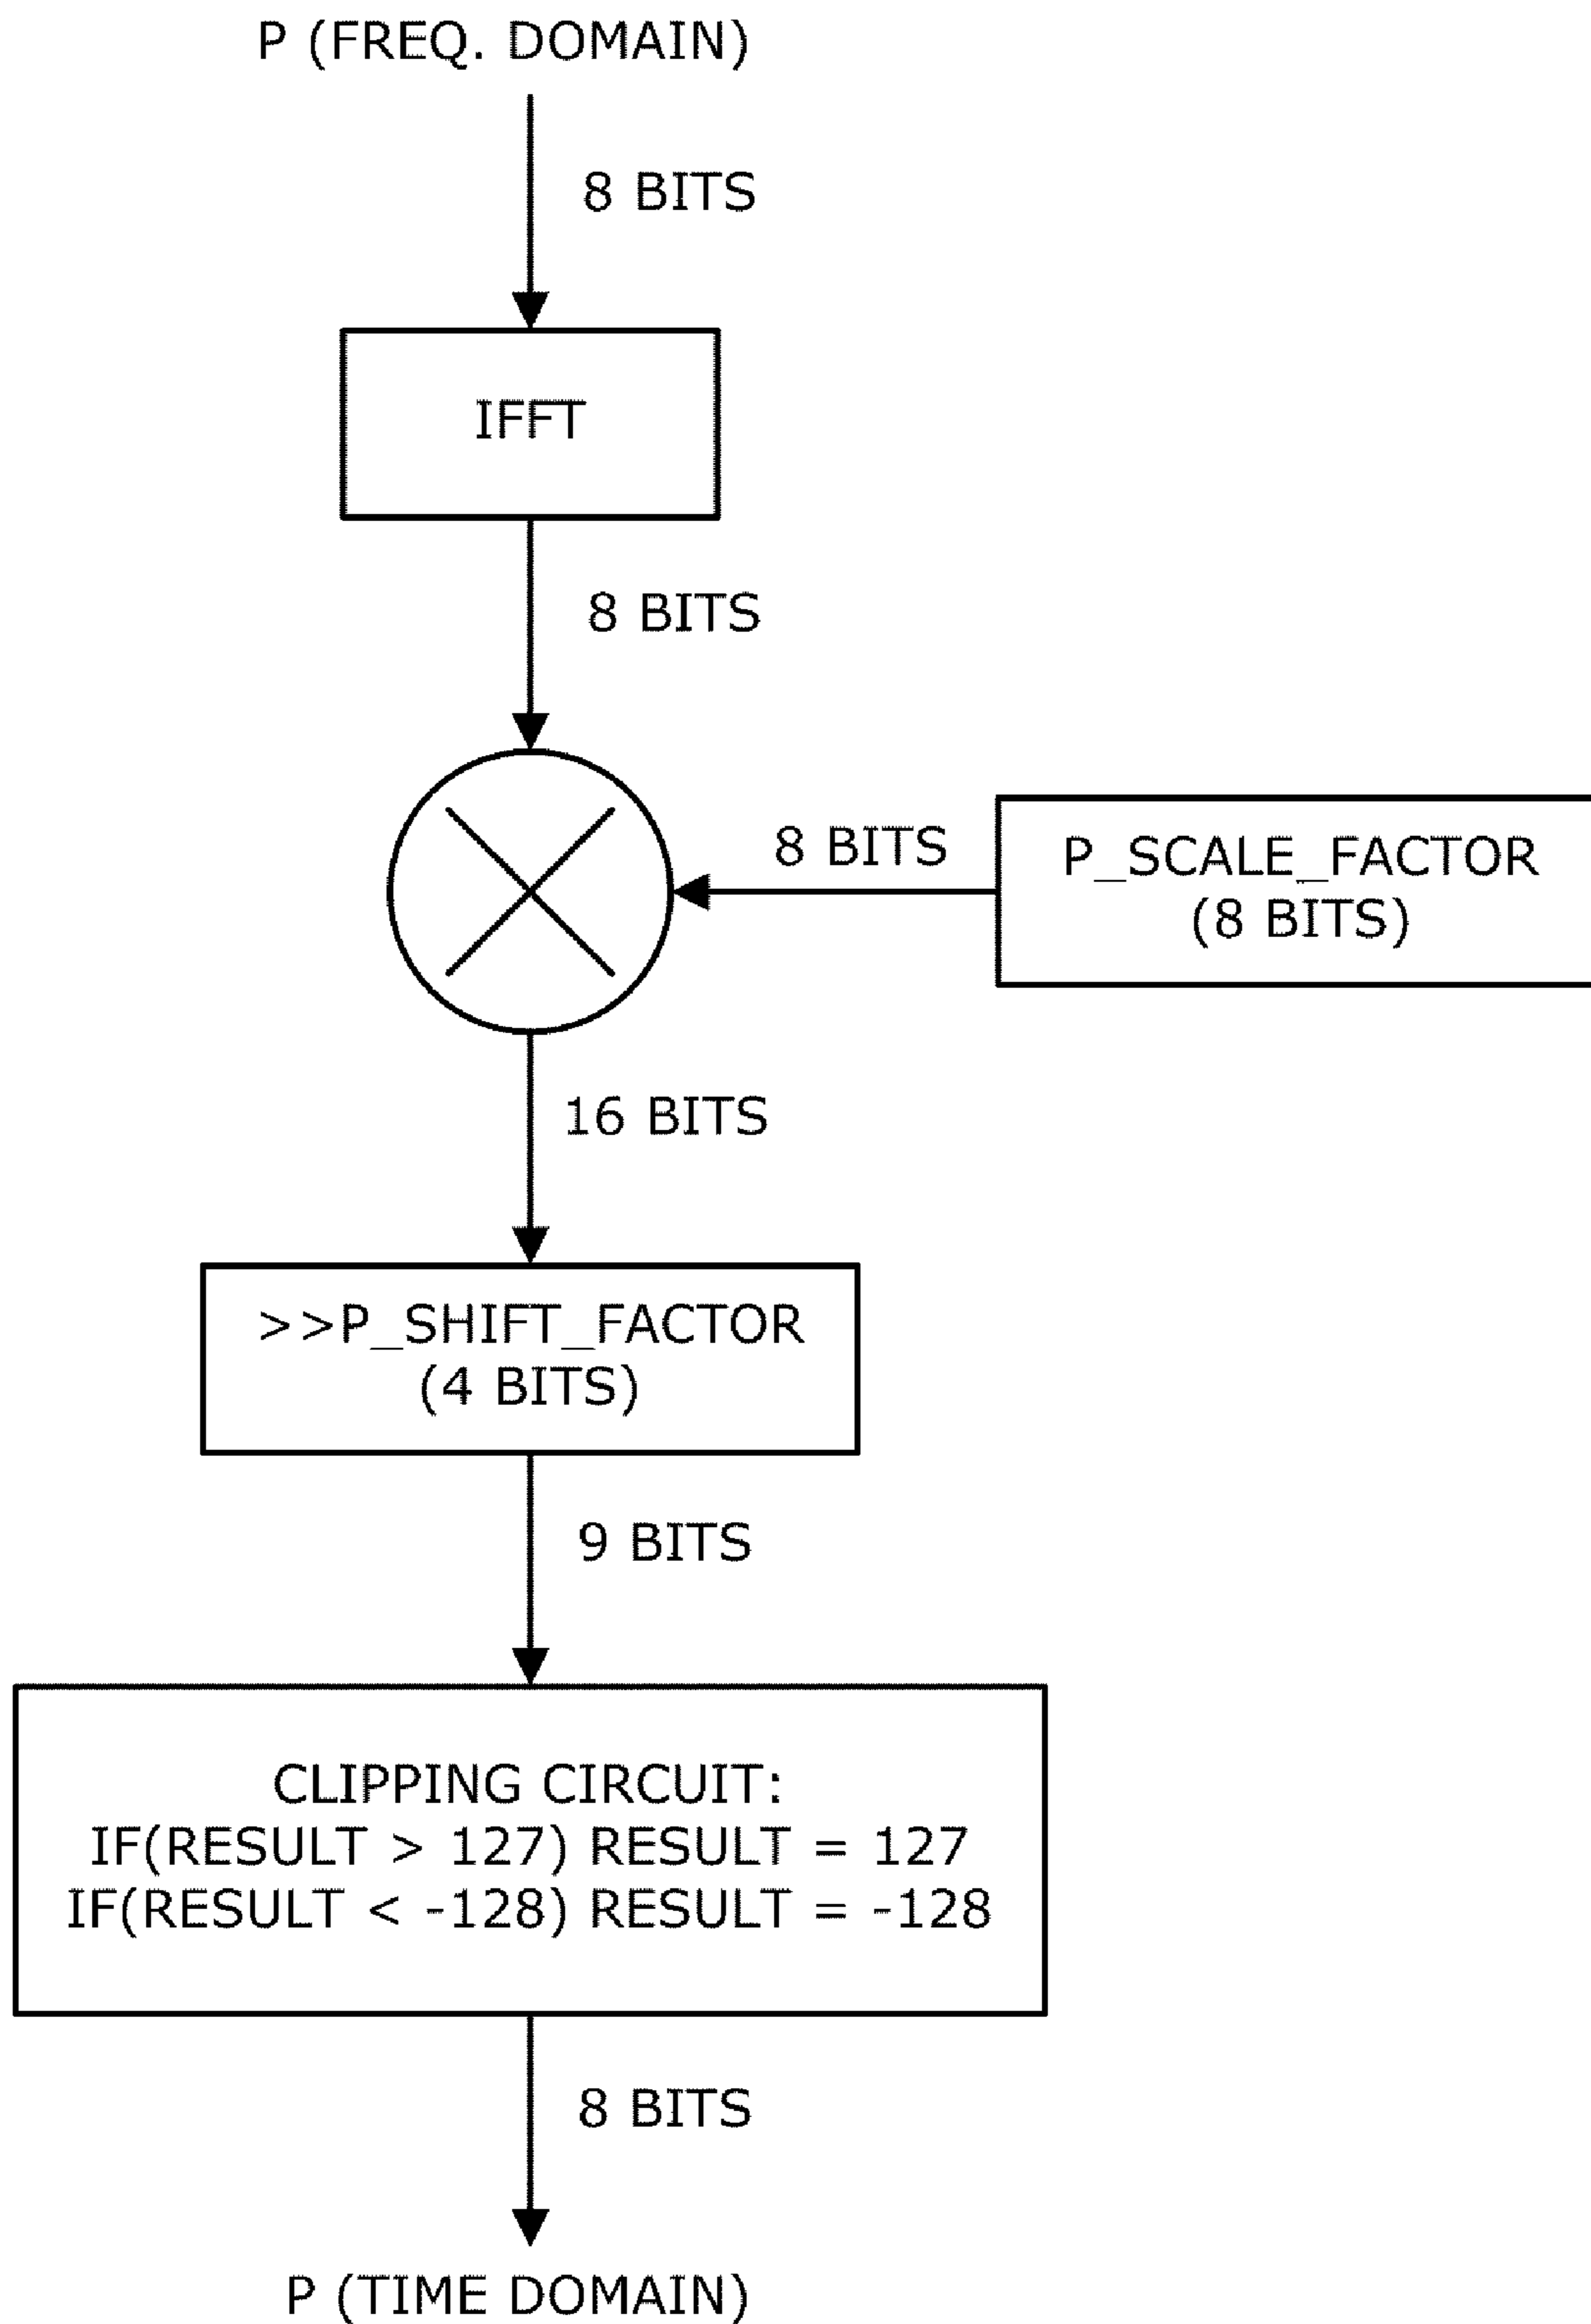 P (FREQ. DOMAIN)
8 BITS
IFFT
8 BITS
8 BITS
P_SCALE_FACTOR
(8 BITS)
16 BITS
>>P_SHIFT_FACTOR
(4 BITS)
9 BITS
CLIPPING CIRCUIT:
IF(RESULT > 127) RESULT = 127
IF(RESULT < -128) RESULT = -128
8 BITS
P (TIME DOMAIN)